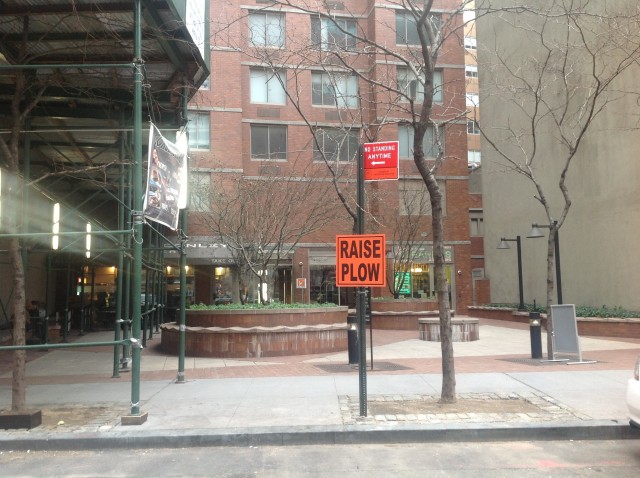 NO STANDING
ANYTIME
RAISE
PLOW